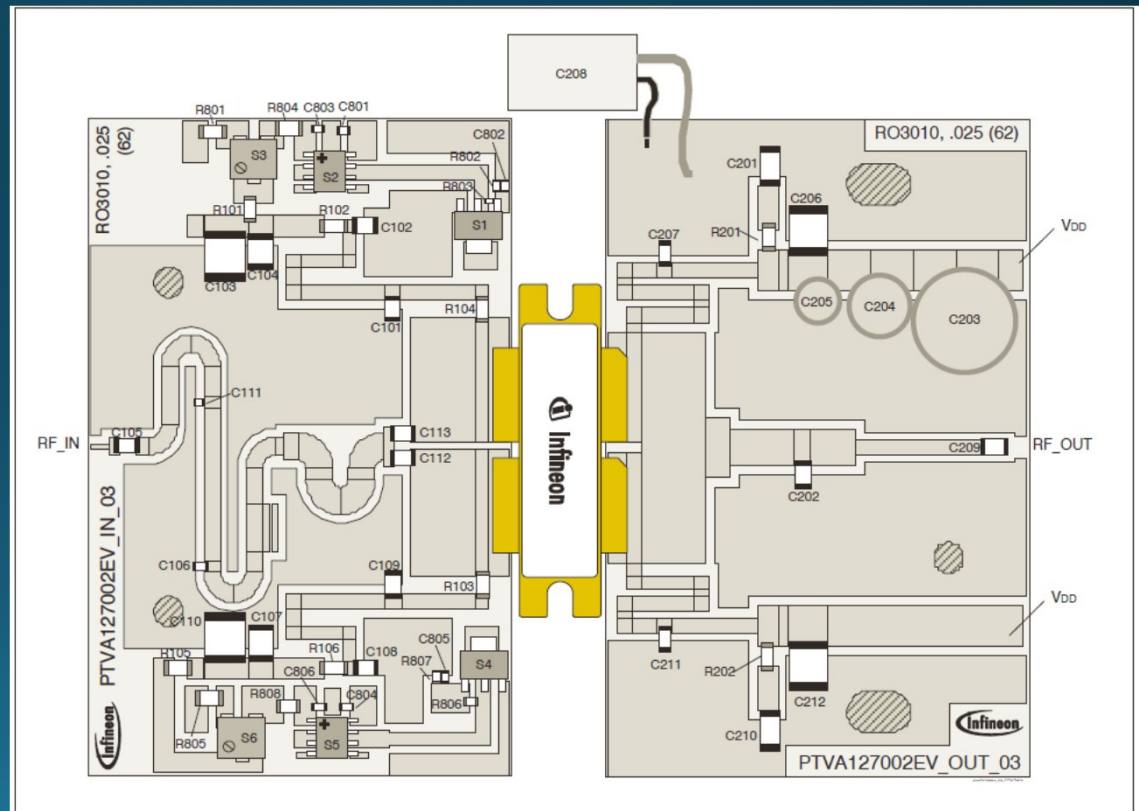 C208
R801
R804
C803
C801
RO3010, .025
(62)
S3
S2
C802
R802
R803
S1
R101
R102
C102
C103
C104
C101
R104
RO3010, .025 (62)
C201
C206
R201
C207
VDD
C205
C204
C203
C111
RF_IN
C105
C113
C112
Infineon
C209
RF_OUT
C202
PTVA127002EV_IN_03
C106
C109
R103
C110
C107
R105
R106
C108
C805
R807
S4
C806
C804
R808
R806
R805
S6
S5
Infineon
VDD
C211
R202
C212
C210
Infineon
PTVA127002EV_OUT_03